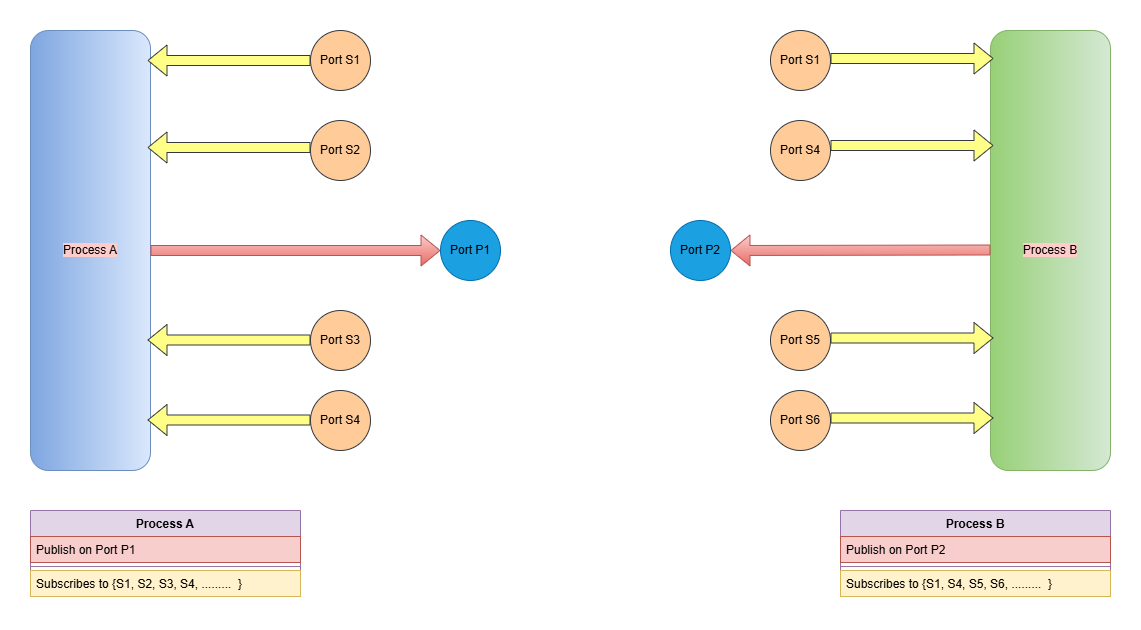 Port S1
Port S1
Port S2
Port S4
Process A
Port P1
Port P2
Process B
Port S3
Port S5
Port S4
Port S6
Process A
Publish on Port P1
Subscribes to {S1, S2, S3, S4, ......... }
Process B
Publish on Port P2
Subscribes to {S1, S4, S5, S6, ......... }